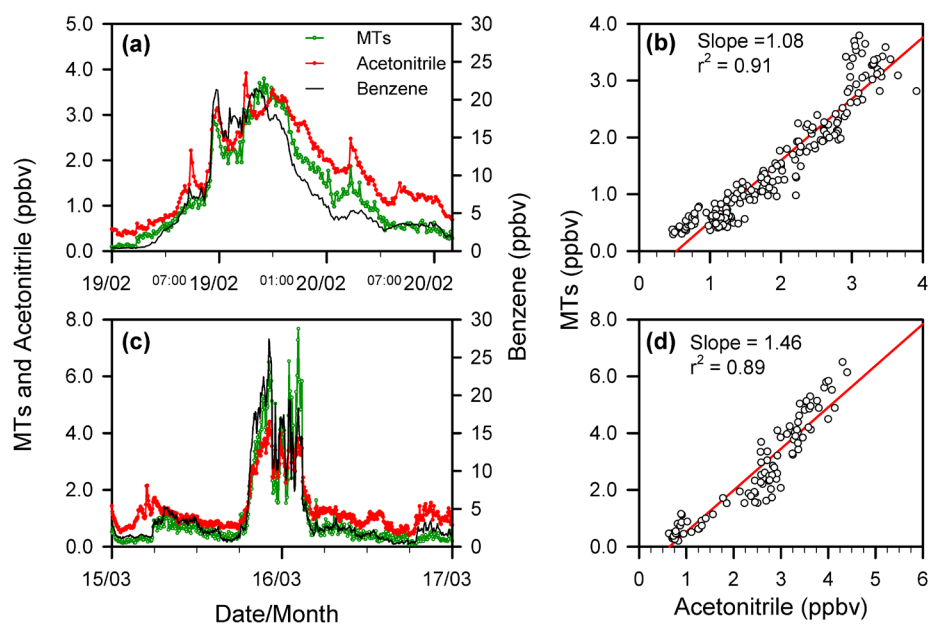 (a)
MTs
Acetonitrile
Benzene
5.0
4.0
3.0
2.0
1.0
0.0
30
25
20
15
10
5
0
19/02 07:00 19/02 01:00 20/02 07:00 20/02
(b)
Slope =1.08
r² = 0.91
4.0
3.0
2.0
1.0
0.0
0 1 2 3 4
(c)
8.0
6.0
4.0
2.0
0.0
30
25
20
15
10
5
0
15/03 16/03 17/03
Date/Month
MTs and Acetonitrile (ppbv)
Benzene (ppbv)
(d)
Slope = 1.46
r² = 0.89
8.0
6.0
4.0
2.0
0.0
0 1 2 3 4 5 6
Acetonitrile (ppbv)
MTs (ppbv)